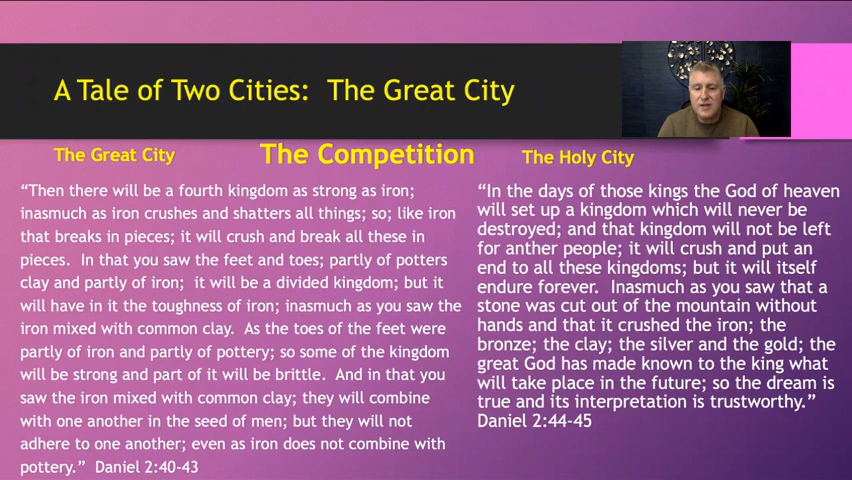 A Tale of Two Cities:  The Great City
The Great City
The Competition
The Holy City
“Then there will be a fourth kingdom as strong as iron;
inasmuch as iron crushes and shatters all things; so; like iron
that breaks in pieces; it will crush and break all these in
pieces.  In that you saw the feet and toes; partly of potters
clay and partly of iron;  it will be a divided kingdom; but it
will have in it the toughness of iron; inasmuch as you saw the
iron mixed with common clay.  As the toes of the feet were
partly of iron and partly of pottery; so some of the kingdom
will be strong and part of it will be brittle.  And in that you
saw the iron mixed with common clay; they will combine
with one another in the seed of men; but they will not
adhere to one another; even as iron does not combine with
pottery.”  Daniel 2:40-43
“In the days of those kings the God of heaven
will set up a kingdom which will never be
destroyed; and that kingdom will not be left
for anther people; it will crush and put an
end to all these kingdoms; but it will itself
endure forever.  Inasmuch as you saw that a
stone was cut out of the mountain without
hands and that it crushed the iron; the
bronze; the clay; the silver and the gold; the
great God has made known to the king what
will take place in the future; so the dream is
true and its interpretation is trustworthy.”
Daniel 2:44-45